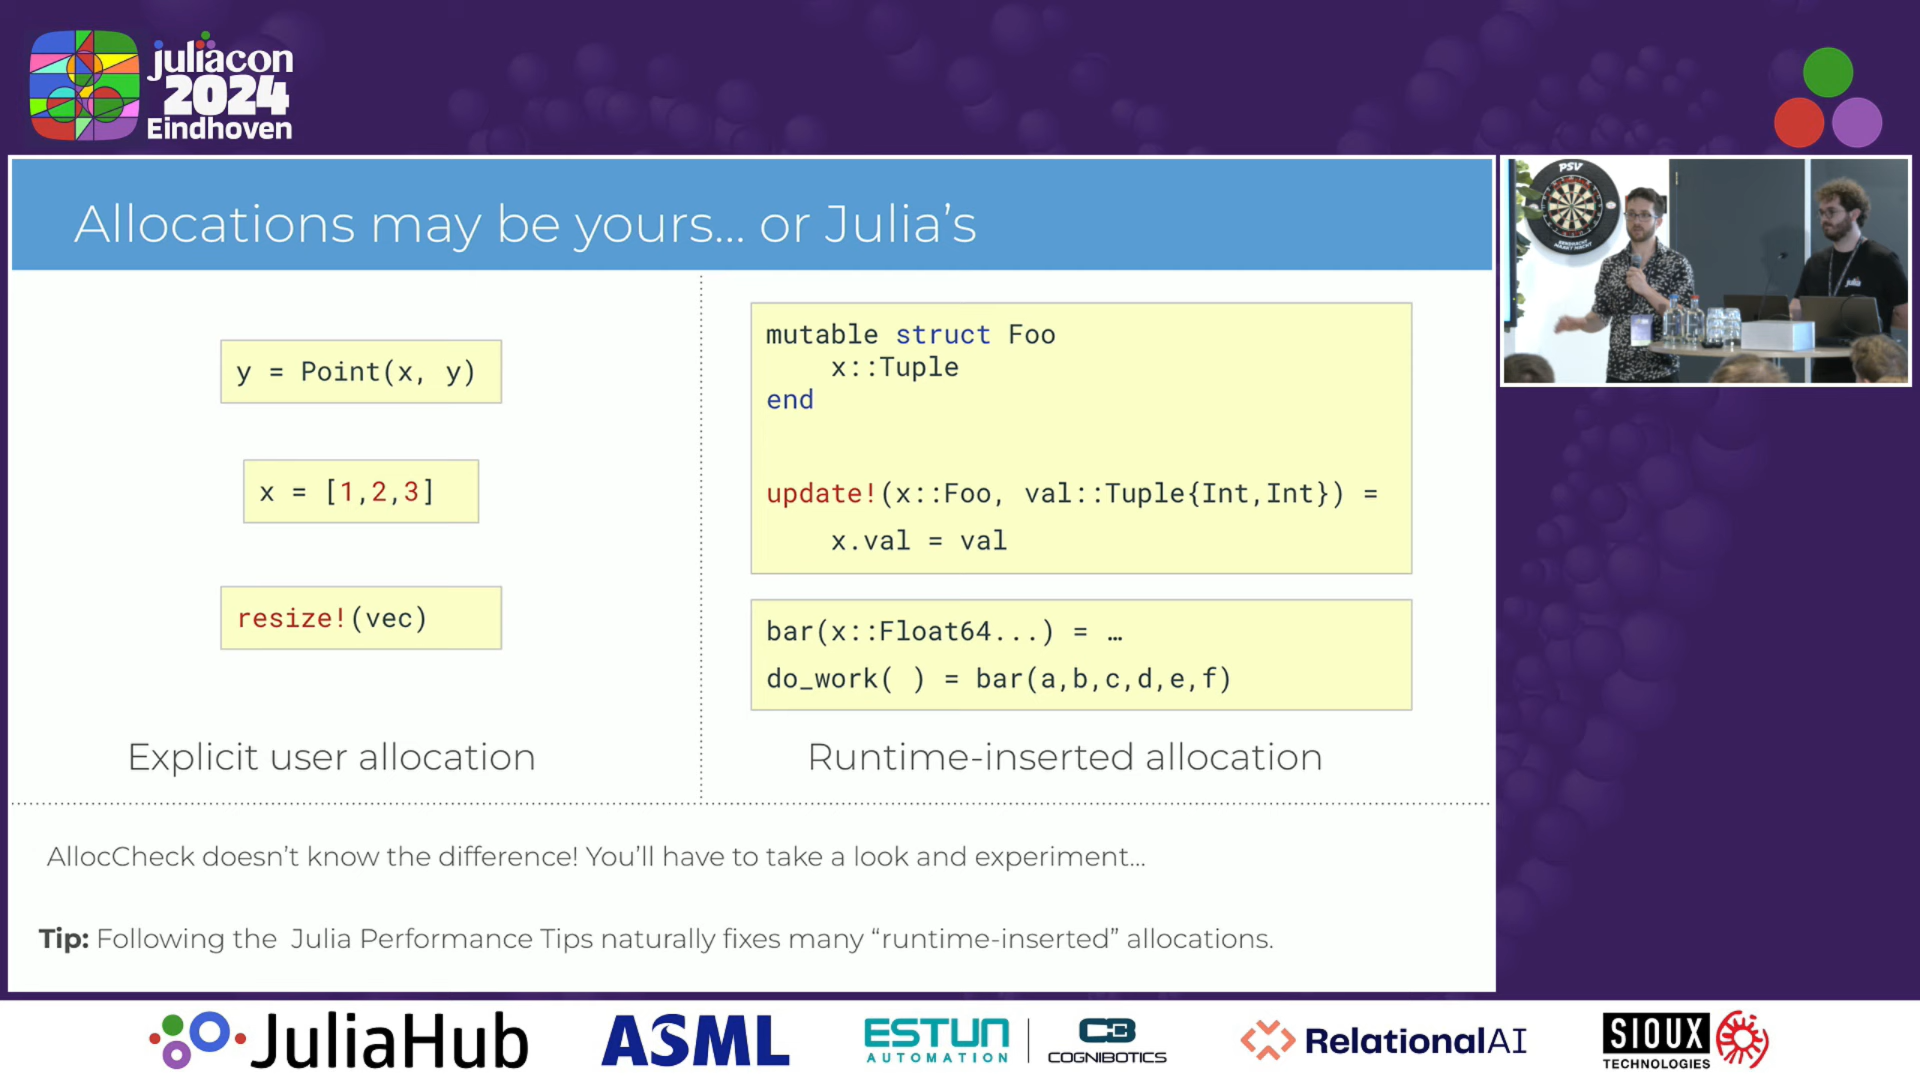 juliacon
2024
Eindhoven
Allocations may be yours... or Julia's
y = Point(x, y)
x = [1,2,3]
resize!(vec)
Explicit user allocation
mutable struct Foo
x::Tuple
end
update!(x::Foo, val::Tuple{Int,Int}) =
x.val = val
bar(x::Float64...) = …
do_work( ) = bar(a,b,c,d,e,f)
Runtime-inserted allocation
AllocCheck doesn't know the difference! You'll have to take a look and experiment...
Tip: Following the Julia Performance Tips naturally fixes many “runtime-inserted” allocations.
PSV
julia
JuliaHub
ASML
ESTUN
AUTOMATION
COGNIBOTICS
RelationalAI
SIOUX
TECHNOLOGIES